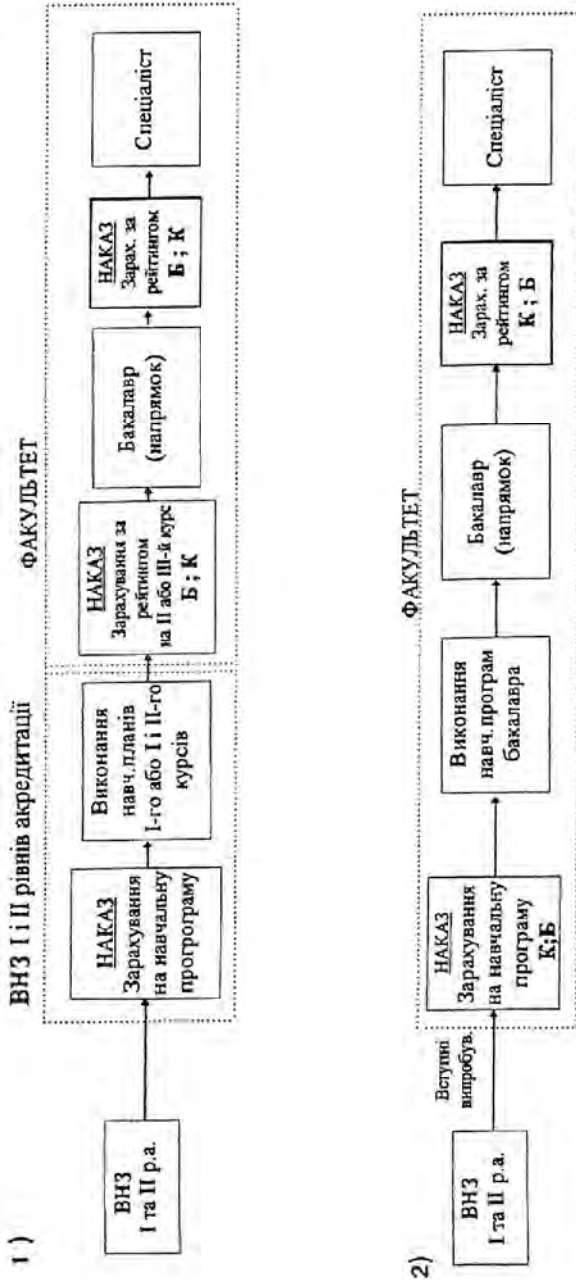 1)
ВНЗ І і ІІ рівнів акредитації
ФАКУЛЬТЕТ
ВНЗ
І та ІІ р.а.
НАКАЗ
Зарахування
на навчальну
прогрограму
Виконання
навч.планів
І-го або І і ІІ-го
курсів
НАКАЗ
Зарахування за
рейтингом
на ІІ або ІІІ-й курс
Б ; К
Бакалавр
(напрямок)
НАКАЗ
Зарах. за
рейтингом
Б ; К
Спеціаліст
2)
ФАКУЛЬТЕТ
ВНЗ
І та ІІ р.а.
Вступні
випробув.
НАКАЗ
Зарахування
на навчальну
програму
К;Б
Виконання
навч.програм
бакалавра
Бакалавр
(напрямок)
НАКАЗ
Зарах. за
рейтингом
К ; Б
Спеціаліст